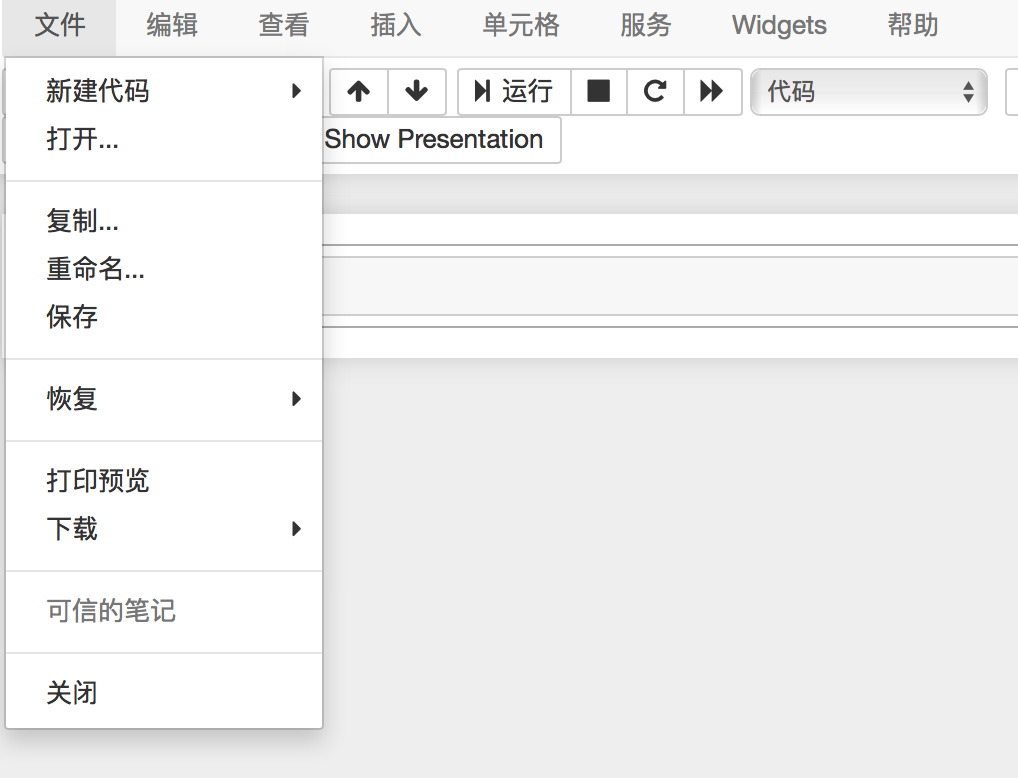 文件 编辑 查看 插入 单元格 服务 Widgets 帮助
新建代码 运行 代码
打开... Show Presentation
复制...
重命名...
保存
恢复
打印预览
下载
可信的笔记
关闭